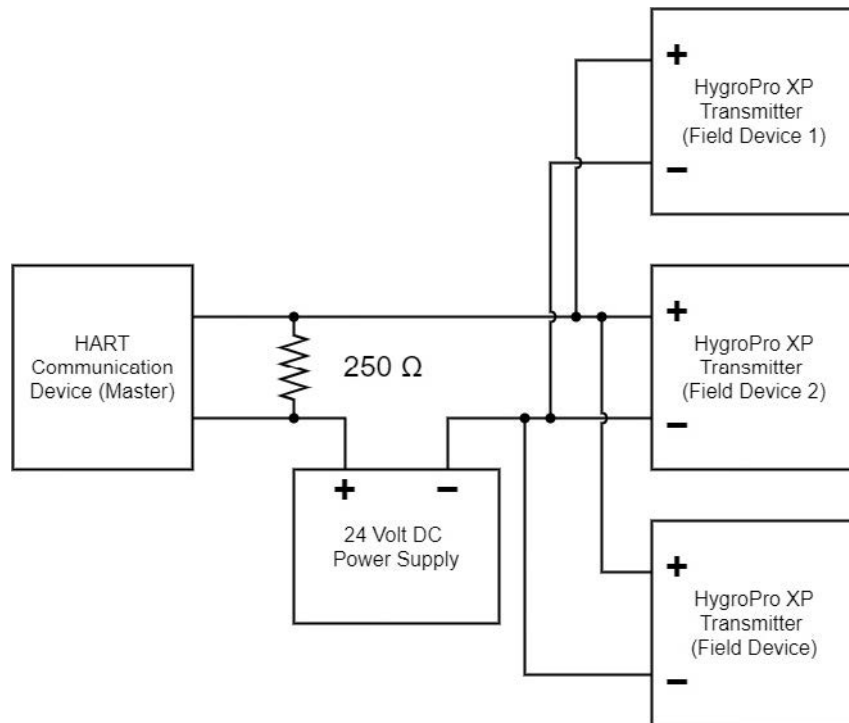 +
HygroPro XP
Transmitter
(Field Device 1)
−
HART
Communication
Device (Master)
250 Ω
+
HygroPro XP
Transmitter
(Field Device 2)
−
+ −
24 Volt DC
Power Supply
+
HygroPro XP
Transmitter
(Field Device)
−